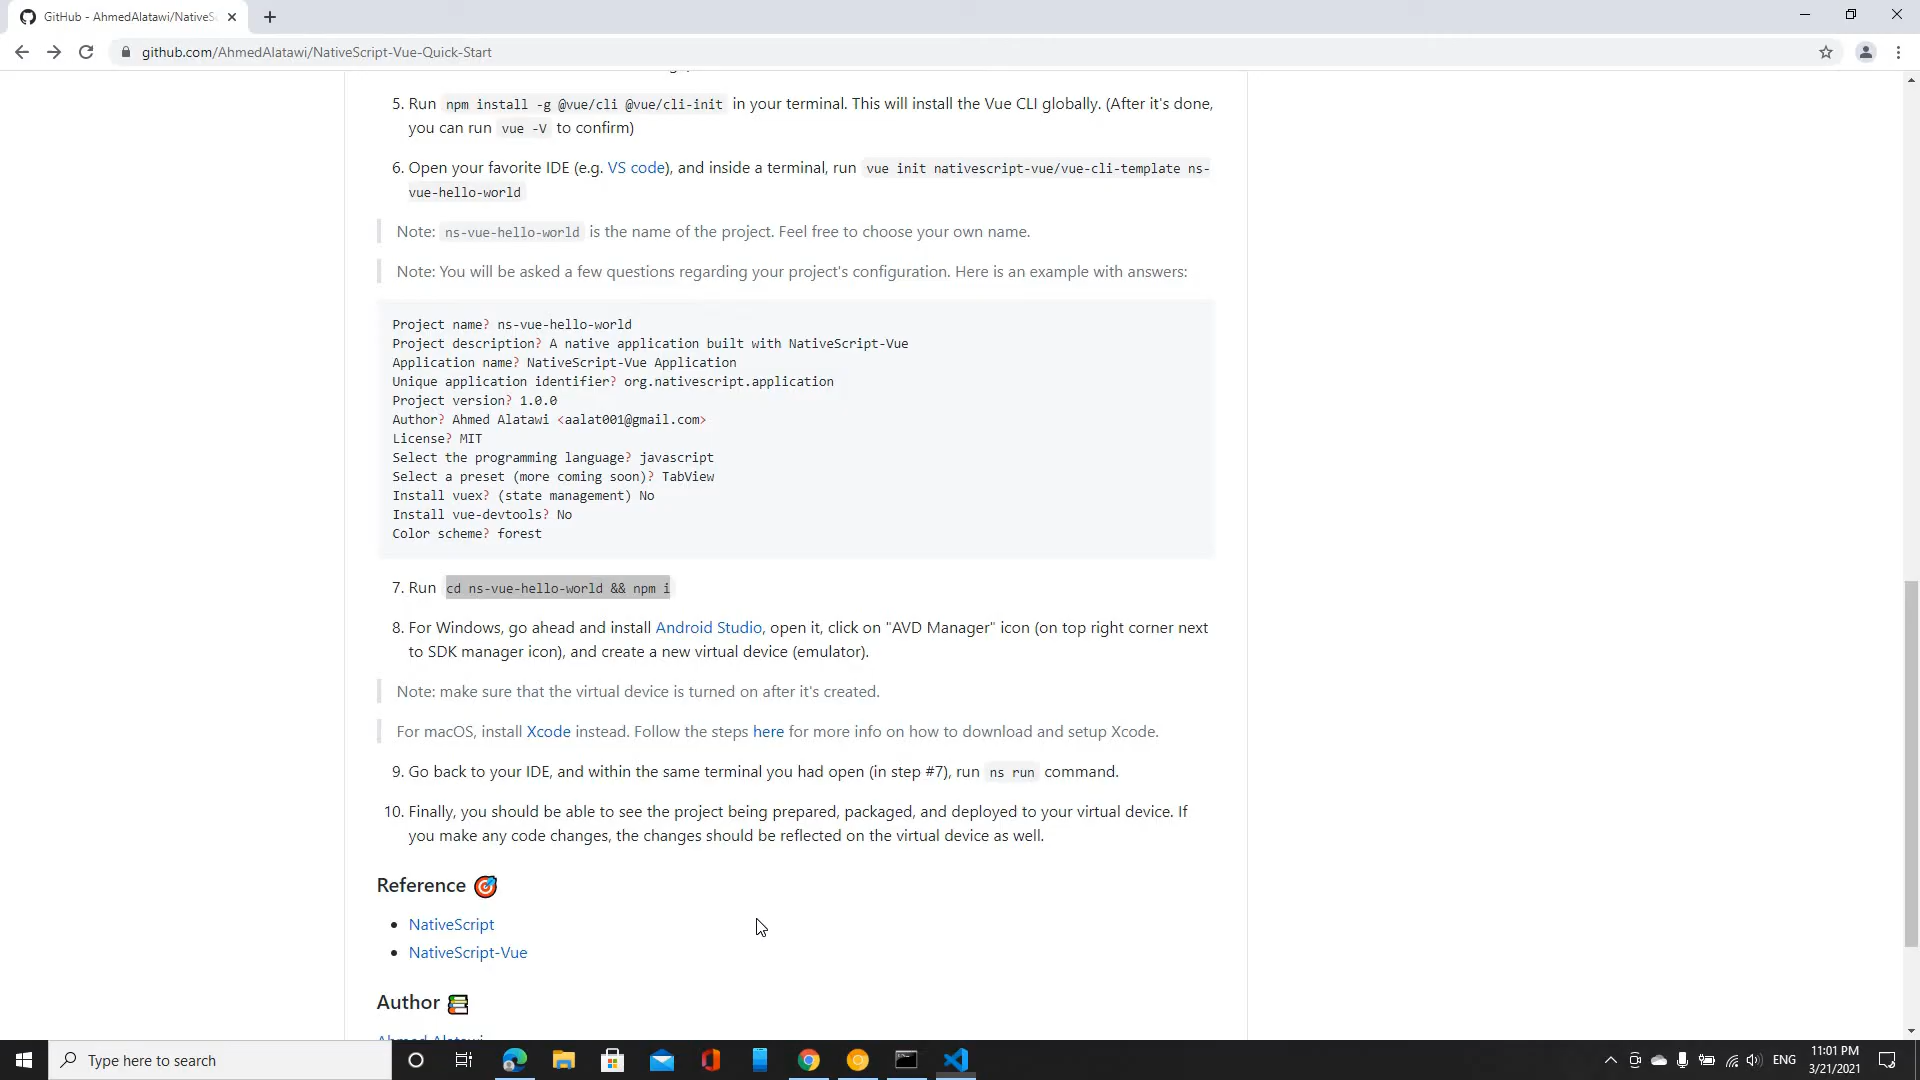 GitHub - AhmedAlatawi/NativeSc
github.com/AhmedAlatawi/NativeScript-Vue-Quick-Start
5. Run npm install -g @vue/cli @vue/cli-init in your terminal. This will install the Vue CLI globally. (After it's done,
you can run vue -V to confirm)
6. Open your favorite IDE (e.g. VS code), and inside a terminal, run vue init nativescript-vue/vue-cli-template ns-
vue-hello-world
Note: ns-vue-hello-world is the name of the project. Feel free to choose your own name.
Note: You will be asked a few questions regarding your project's configuration. Here is an example with answers:
Project name? ns-vue-hello-world
Project description? A native application built with NativeScript-Vue
Application name? NativeScript-Vue Application
Unique application identifier? org.nativescript.application
Project version? 1.0.0
Author? Ahmed Alatawi <aalat001@gmail.com>
License? MIT
Select the programming language? javascript
Select a preset (more coming soon)? TabView
Install vuex? (state management) No
Install vue-devtools? No
Color scheme? forest
7. Run cd ns-vue-hello-world && npm i
8. For Windows, go ahead and install Android Studio, open it, click on "AVD Manager" icon (on top right corner next
to SDK manager icon), and create a new virtual device (emulator).
Note: make sure that the virtual device is turned on after it's created.
For macOS, install Xcode instead. Follow the steps here for more info on how to download and setup Xcode.
9. Go back to your IDE, and within the same terminal you had open (in step #7), run ns run command.
10. Finally, you should be able to see the project being prepared, packaged, and deployed to your virtual device. If
you make any code changes, the changes should be reflected on the virtual device as well.
Reference
NativeScript
NativeScript-Vue
Author
Ahmed Alatawi
Type here to search
ENG
11:01 PM
3/21/2021